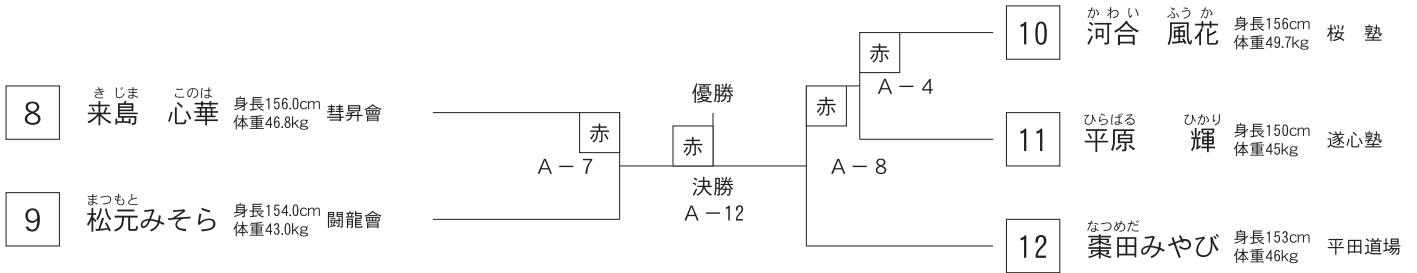 かわい ふうか
10 河合 風花 身長156cm 体重49.7kg 桜 塾
赤
A－4
きじま このは
8 来島 心華 身長156.0cm 体重46.8kg 彗昇會
優勝
赤
赤
赤
ひらばる ひかり
11 平原 輝 身長150cm 体重45kg 遂心塾
A－7
A－8
決勝
A－12
まつもと
9 松元みそら 身長154.0cm 体重43.0kg 闘龍會
なつめだ
12 棗田みやび 身長153cm 体重46kg 平田道場